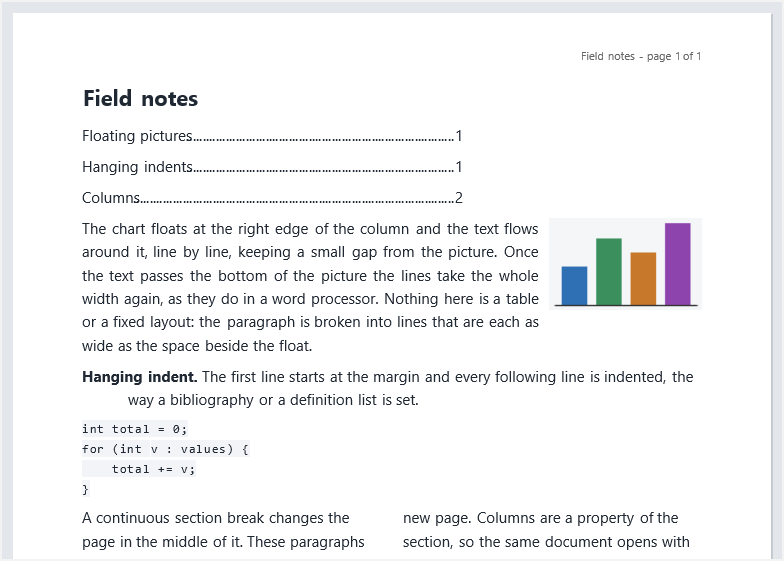 Field notes - page 1 of 1
Field notes
Floating pictures..........................................................................................1
Hanging indents..........................................................................................1
Columns............................................................................................................2
The chart floats at the right edge of the column and the text flows
around it, line by line, keeping a small gap from the picture. Once
the text passes the bottom of the picture the lines take the whole
width again, as they do in a word processor. Nothing here is a table
or a fixed layout: the paragraph is broken into lines that are each as
wide as the space beside the float.
Hanging indent. The first line starts at the margin and every following line is indented, the
way a bibliography or a definition list is set.
int total = 0;
for (int v : values) {
    total += v;
}
A continuous section break changes the
page in the middle of it. These paragraphs
new page. Columns are a property of the
section, so the same document opens with